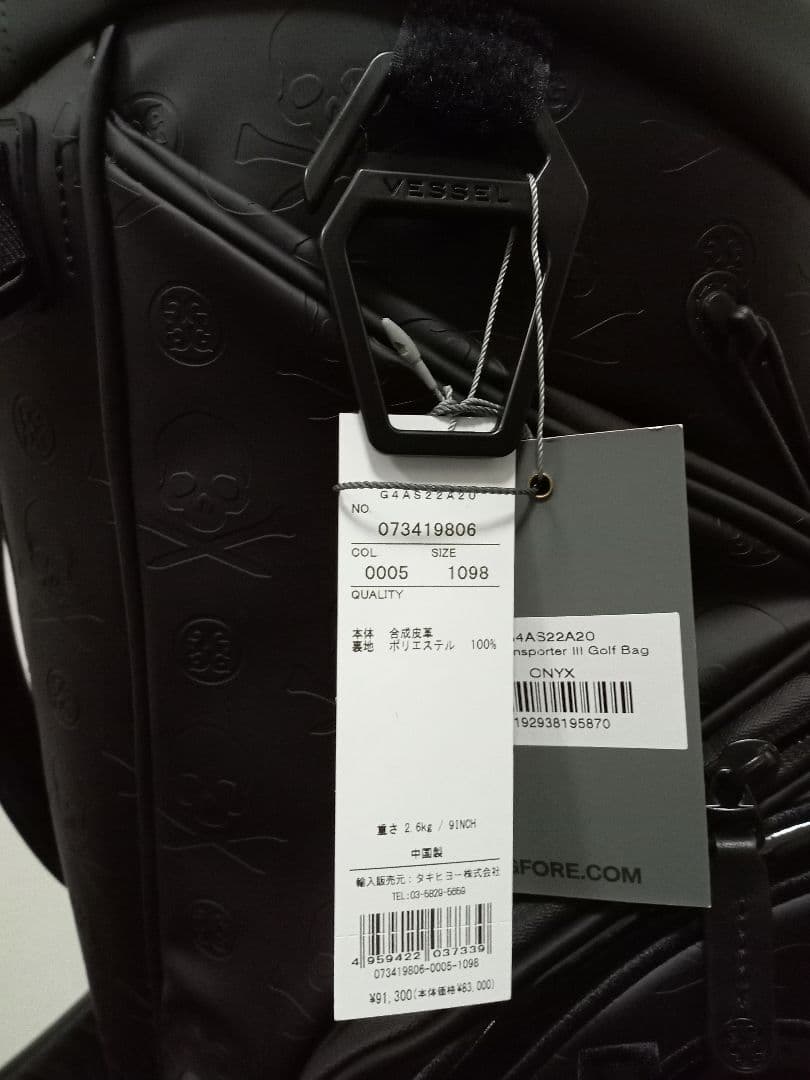 VESSEL
G4AS22A20
NO.
073419806
COL. SIZE
0005 1098
QUALITY
本体 合成皮革
裏地 ポリエステル 100%
重さ 2.6kg / 9INCH
中国製
輸入販売元：タキヒヨー株式会社
TEL:03-5829-5669
4 959422 037339
073419806-0005-1098
¥91,300(本体価格¥83,000)
4AS22A20
nsporter III Golf Bag
ONYX
192938195870
GFORE.COM